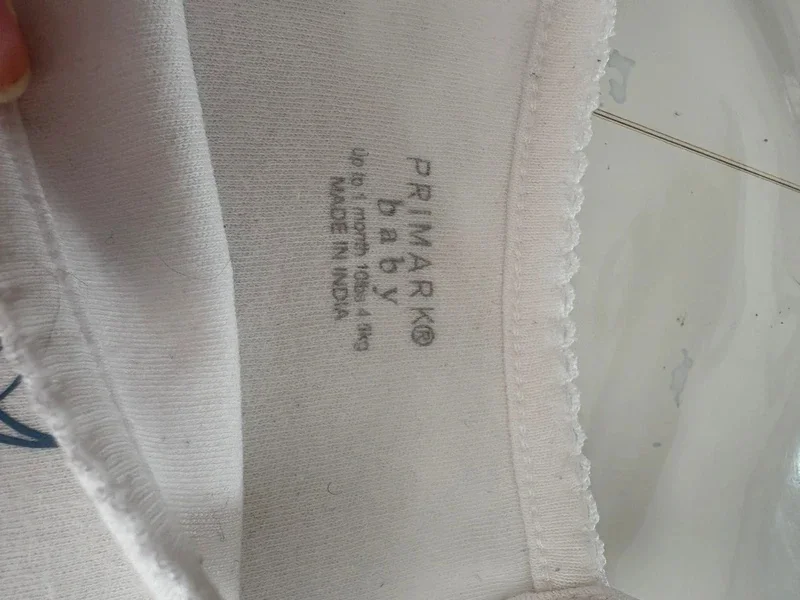 PRIMARK®
baby
Up to 1 month 10lbs 4.5kg
MADE IN INDIA